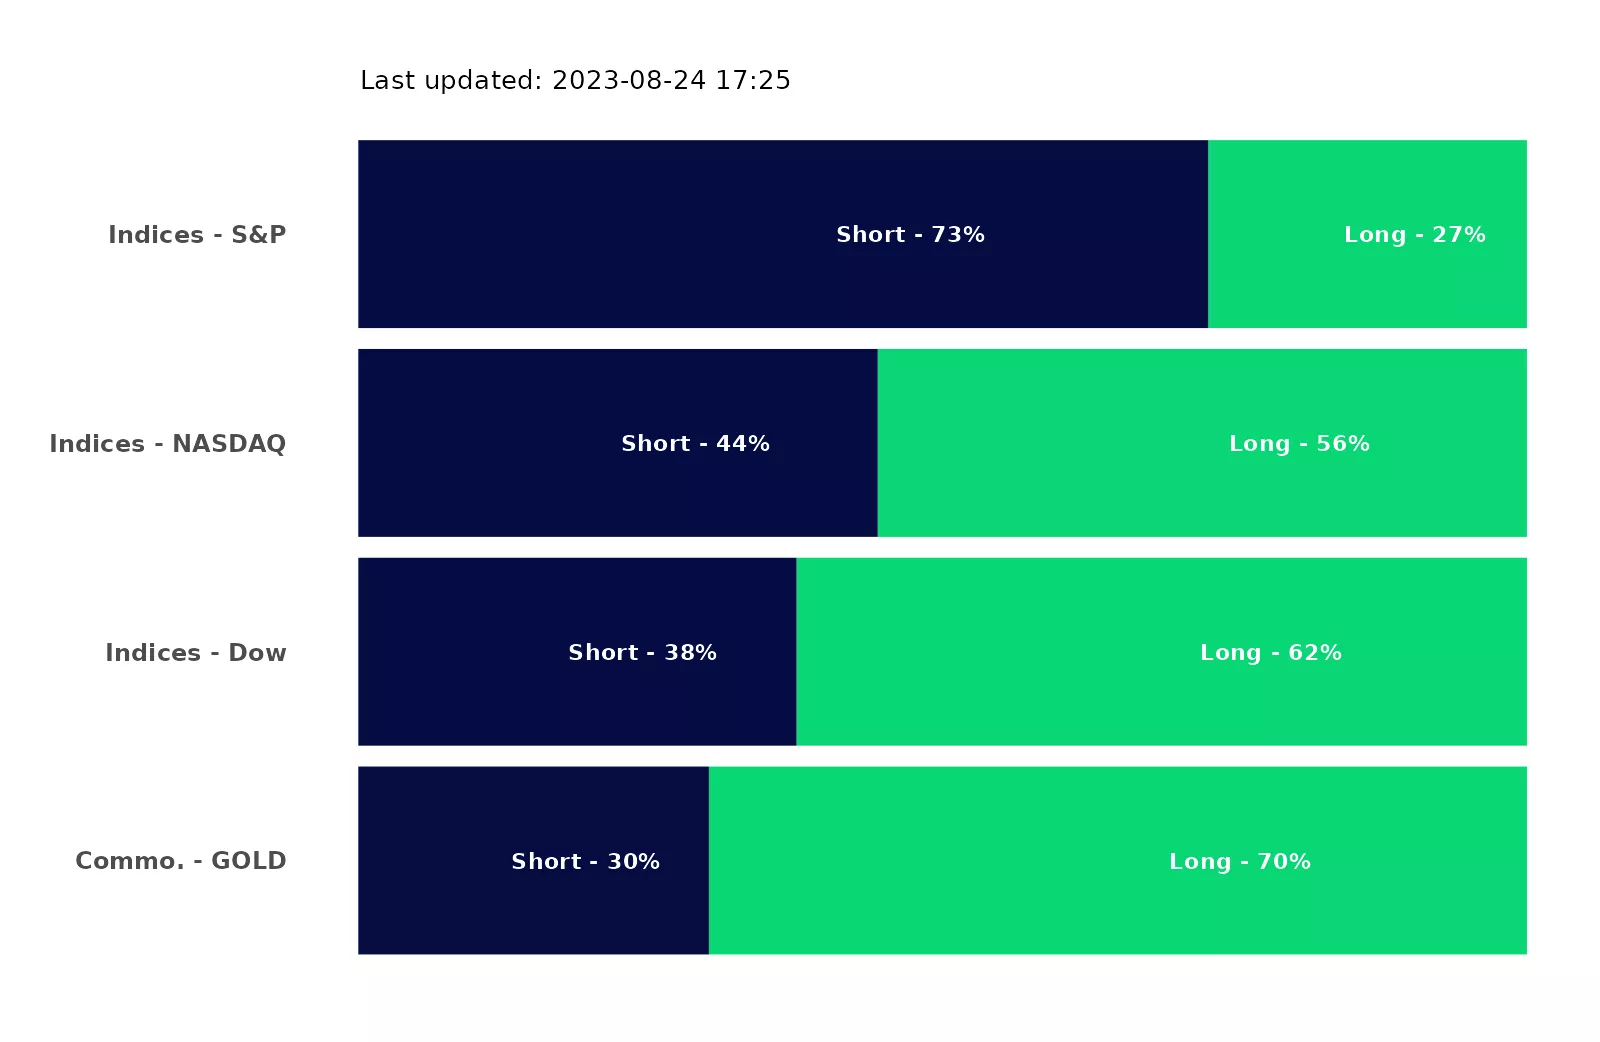 Last updated: 2023-08-24 17:25
Indices - S&P
Short - 73%
Long - 27%
Indices - NASDAQ
Short - 44%
Long - 56%
Indices - Dow
Short - 38%
Long - 62%
Commo. - GOLD
Short - 30%
Long - 70%